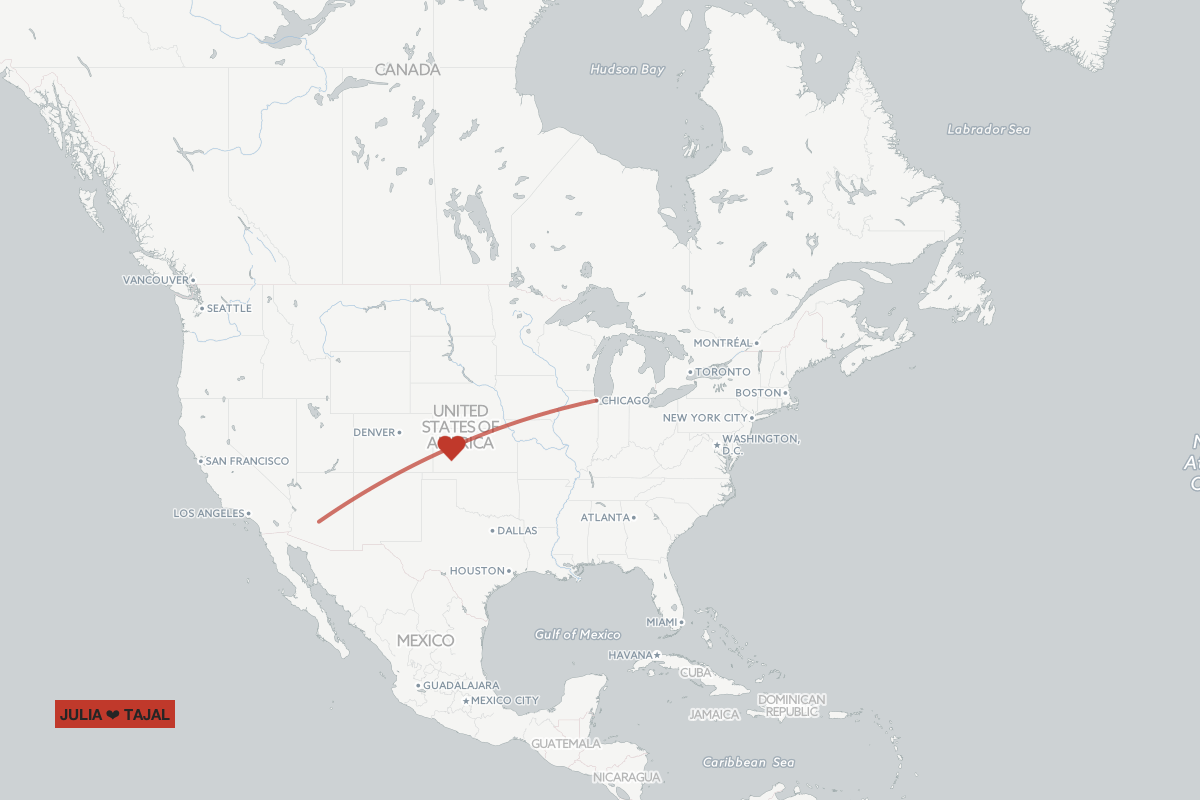 CANADA
Hudson Bay
Labrador Sea
VANCOUVER
SEATTLE
MONTRÉAL
TORONTO
BOSTON
CHICAGO
NEW YORK CITY
UNITED
STATES OF
AMERICA
DENVER
WASHINGTON,
D.C.
SAN FRANCISCO
LOS ANGELES
ATLANTA
DALLAS
HOUSTON
MIAMI
Gulf of Mexico
MEXICO
HAVANA
CUBA
GUADALAJARA
MEXICO CITY
DOMINICAN
REPUBLIC
JAMAICA
JULIA ❤ TAJAL
GUATEMALA
Caribbean Sea
NICARAGUA